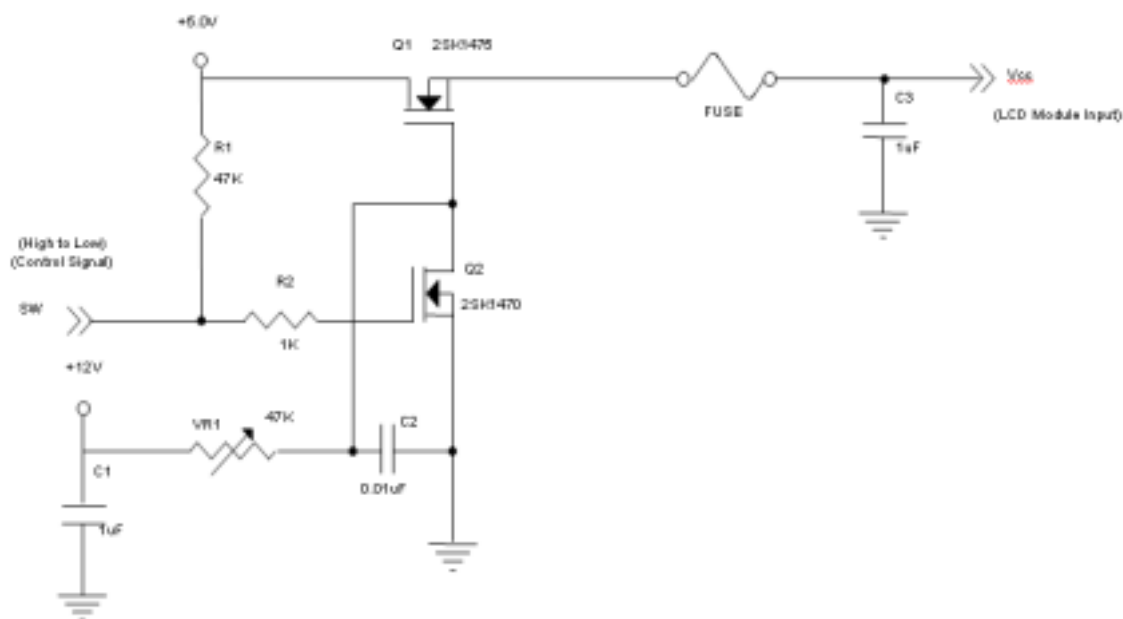 +5.0V
Q1 2SK1475
Vcc
C3
FUSE
(LCD Module Input)
R1
1uF
47K
(High to Low)
(Control Signal)
Q2
R2
SW
2SK1470
1K
+12V
47K
VR1
C2
C1
0.01uF
1uF